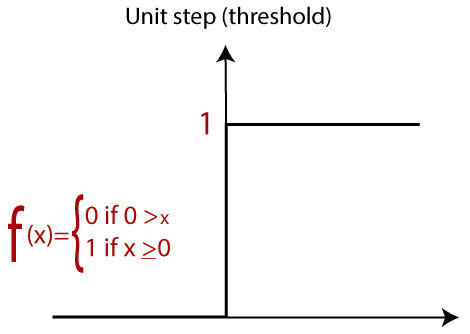 Unit step (threshold)
1
f(x)={0 if 0 >x
1 if x ≥0